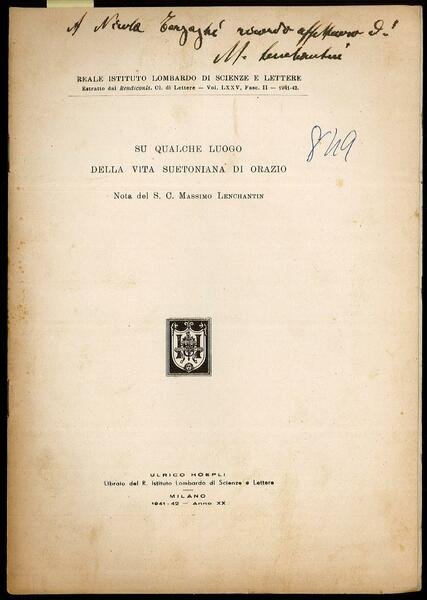 A Nicola Terzaghi ricordo affettuoso di
M. Lenchantin
REALE ISTITUTO LOMBARDO DI SCIENZE E LETTERE
Estratto dai Rendiconti. Cl. di Lettere — Vol. LXXV, Fasc. II — 1941-42.
849
SU QUALCHE LUOGO
DELLA VITA SUETONIANA DI ORAZIO
Nota del S. C. MASSIMO LENCHANTIN
ULRICO HOEPLI
Libraio del R. Istituto Lombardo di Scienze e Lettere
MILANO
1941-42 – Anno XX